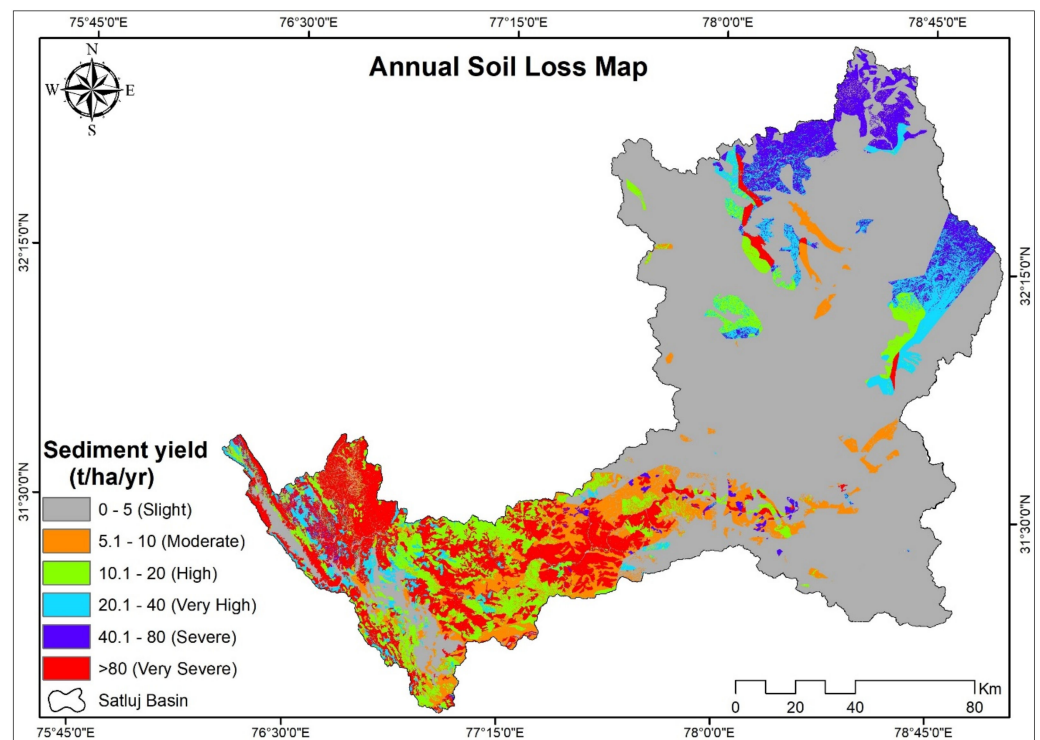 75°45'0"E 76°30'0"E 77°15'0"E 78°0'0"E 78°45'0"E
Annual Soil Loss Map
N
W E
S
32°15'0"N 32°15'0"N
31°30'0"N 31°30'0"N
Sediment yield
(t/ha/yr)
0 - 5 (Slight)
5.1 - 10 (Moderate)
10.1 - 20 (High)
20.1 - 40 (Very High)
40.1 - 80 (Severe)
>80 (Very Severe)
Satluj Basin
Km
0 20 40 80
75°45'0"E 76°30'0"E 77°15'0"E 78°0'0"E 78°45'0"E